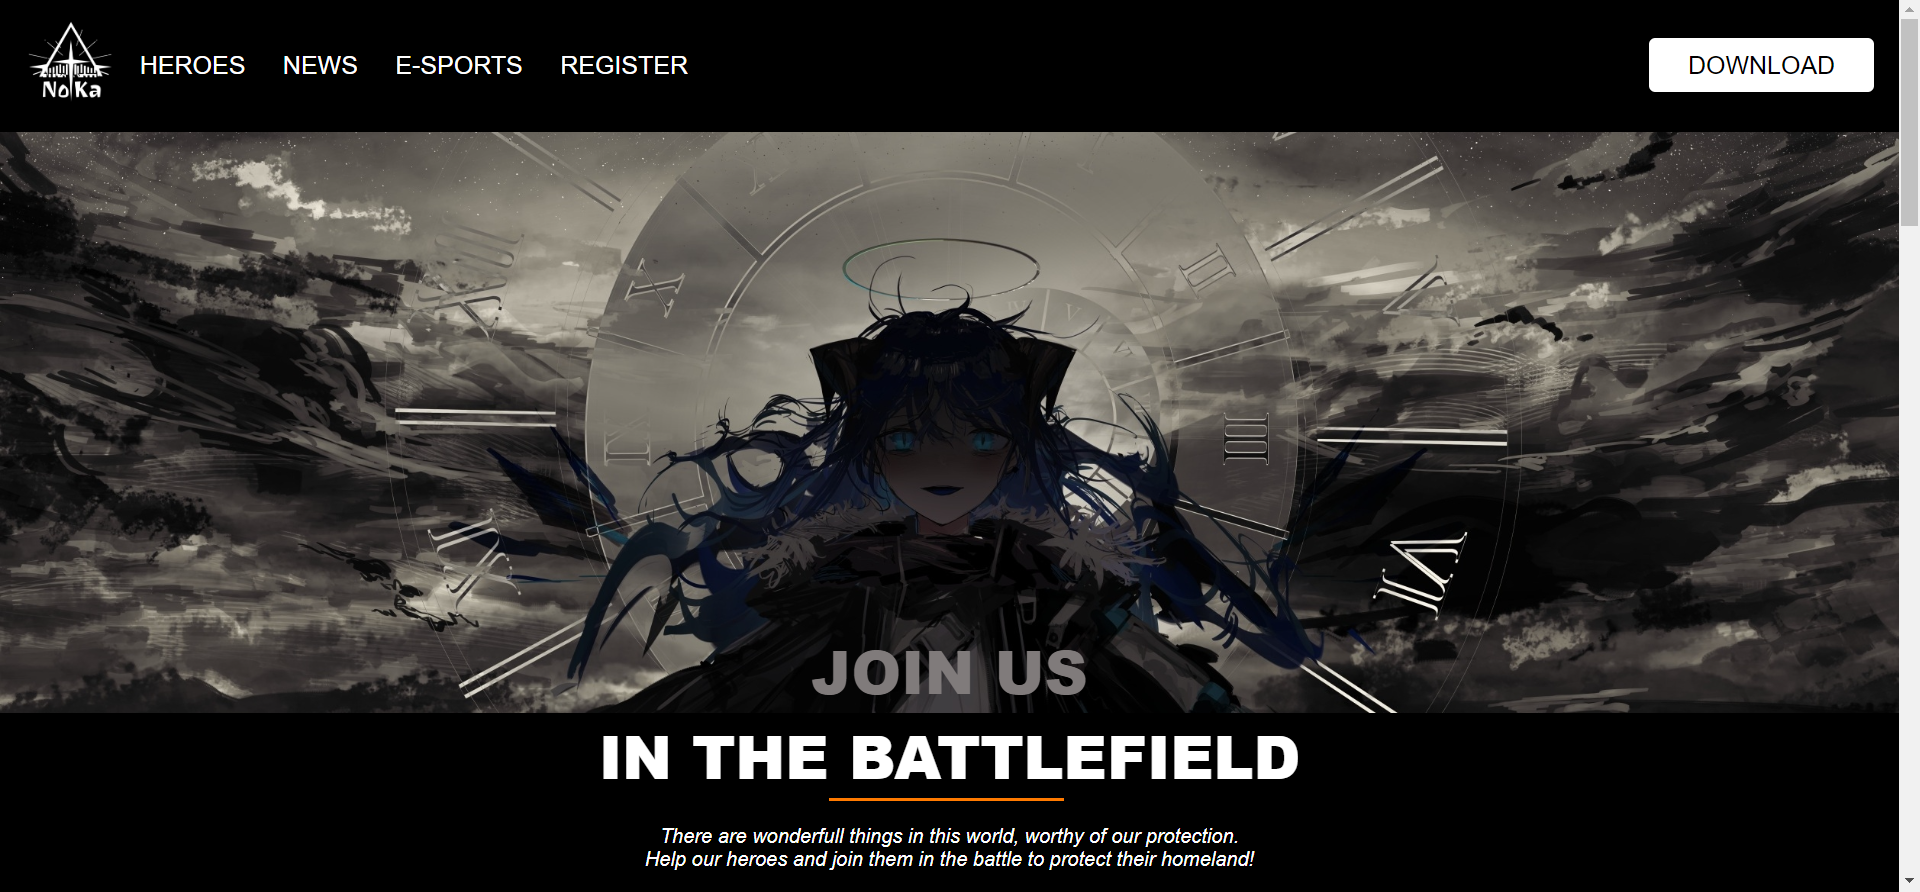 NoKa
HEROES NEWS E-SPORTS REGISTER DOWNLOAD
JOIN US
IN THE BATTLEFIELD
There are wonderfull things in this world, worthy of our protection.
Help our heroes and join them in the battle to protect their homeland!